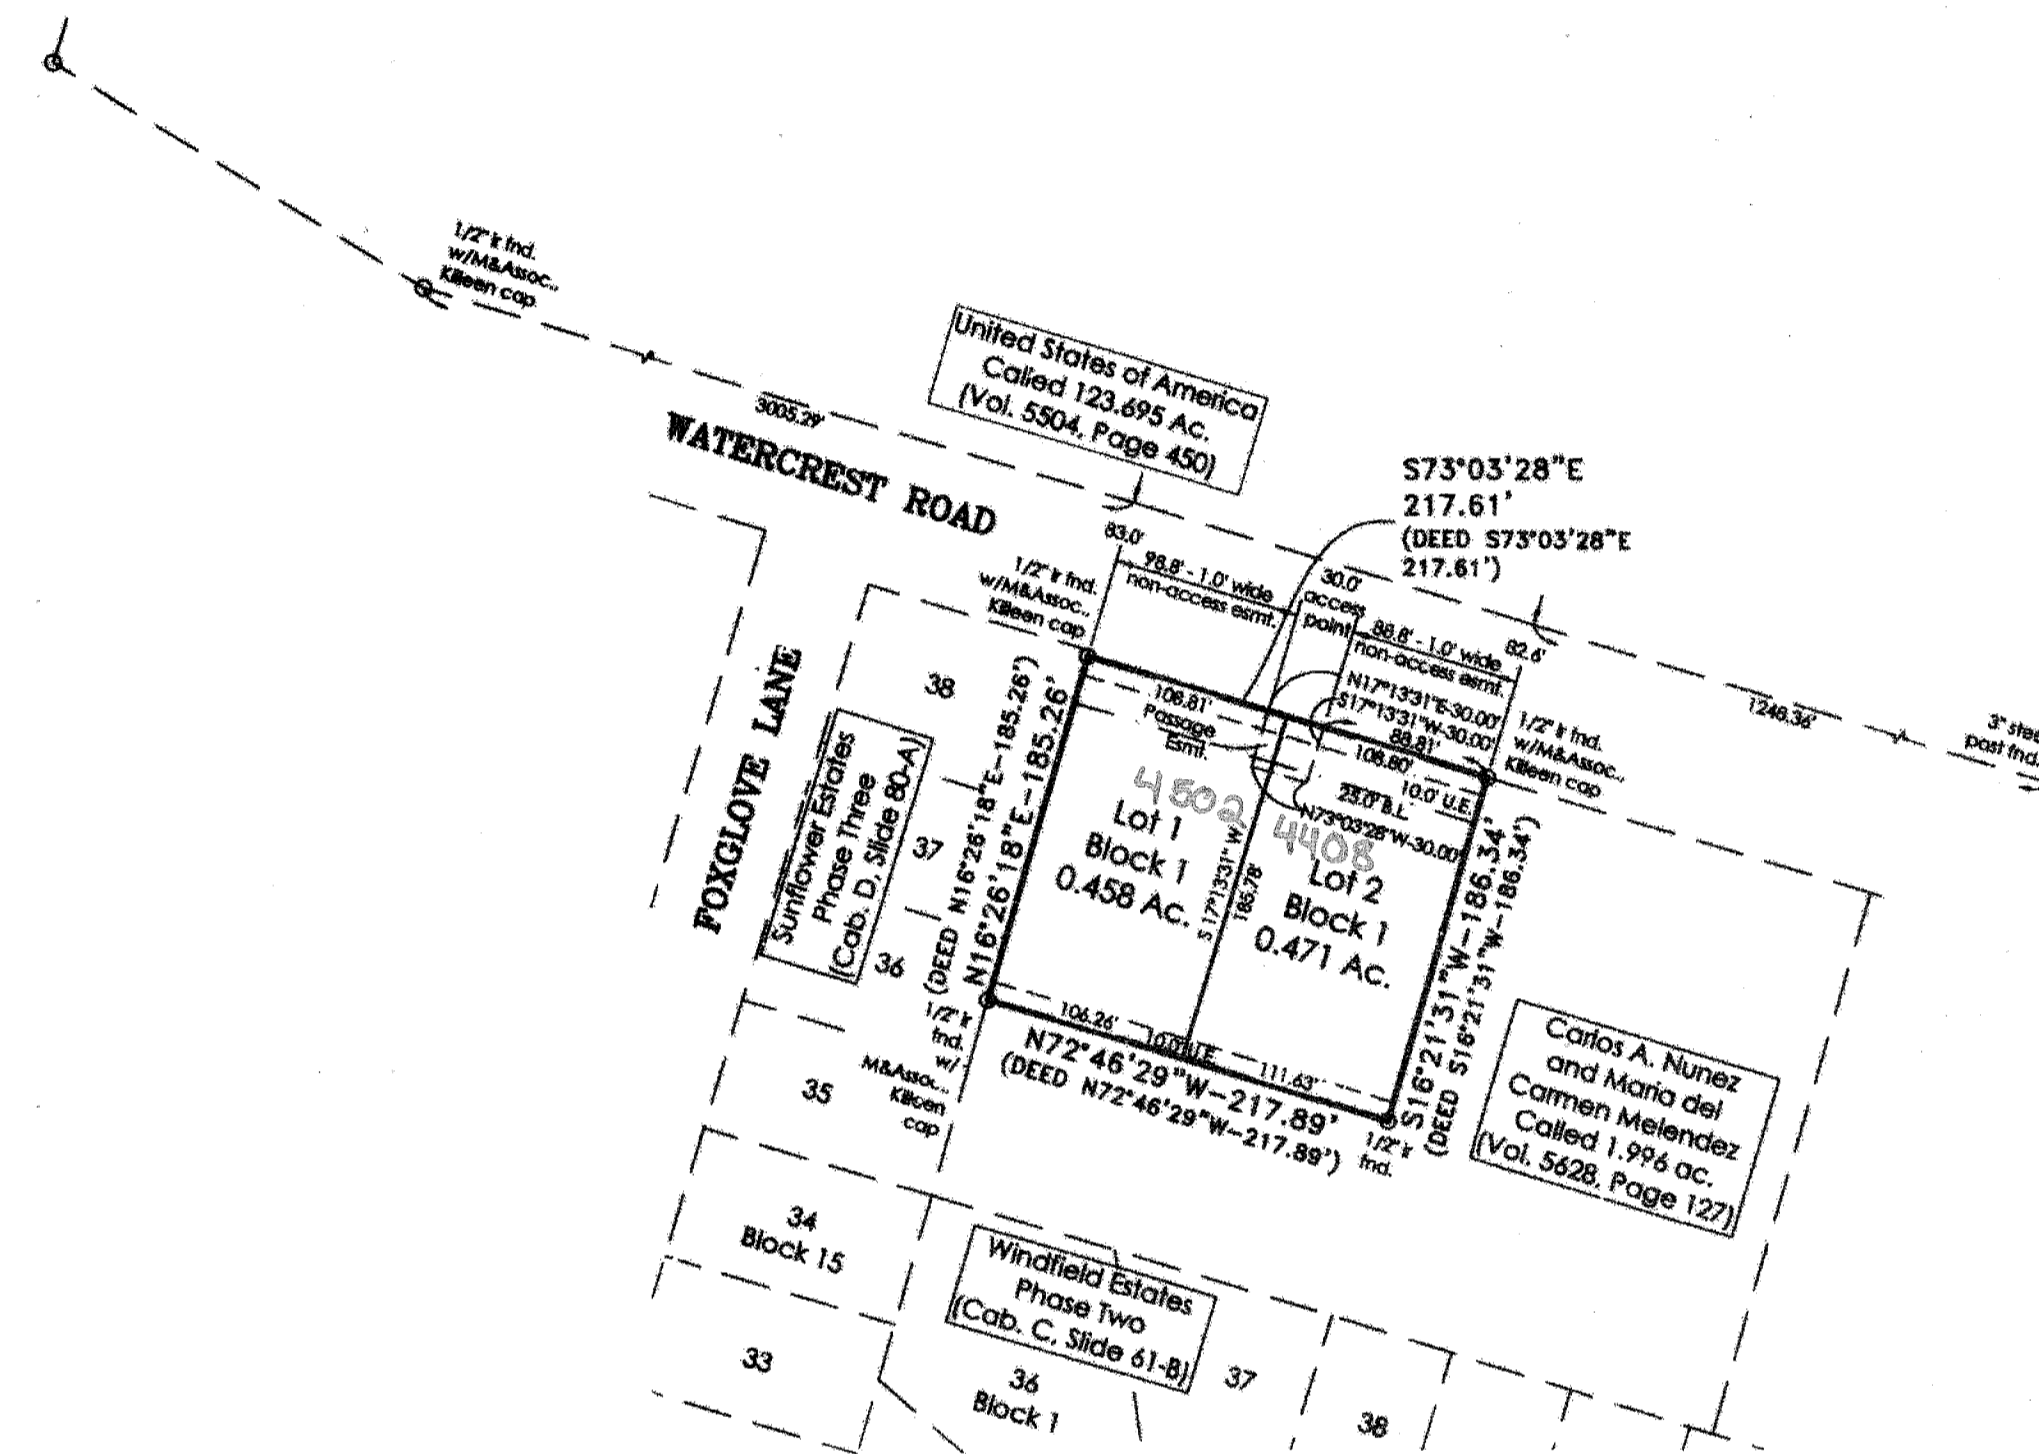 1/2" ir fnd.
w/M&Assoc.,
Killeen cap
3005.29'
WATERCREST ROAD
United States of America
Called 123.695 Ac.
(Vol. 5504, Page 450)
S73°03'28"E
217.61'
(DEED S73°03'28"E
217.61')
83.0'
98.8' - 1.0' wide
non-access esmt.
30.0'
access
point
88.8' - 1.0' wide
non-access esmt.
82.6'
1/2" ir fnd.
w/M&Assoc.,
Killeen cap
N17°13'31"E-30.00'
S17°13'31"W-30.00'
88.81'
108.80'
108.81'
Passage
Esmt.
1/2" ir fnd.
w/M&Assoc.,
Killeen cap
1248.36'
post fnd.
10.0' U.E.
25.0' B.L.
N73°03'28"W-30.00'
FOXGLOVE LANE
38
Sunflower Estates
Phase Three
(Cab. D, Slide 80-A)
37
36
(DEED N16°26'18"E-185.26')
N16°26'18"E-185.26'
4502
Lot 1
Block 1
0.458 Ac.
S 17°13'31" W
185.78'
4408
Lot 2
Block 1
0.471 Ac.
S16°21'31"W-186.34'
(DEED S16°21'31"W-186.34')
1/2" ir
fnd.
w/
M&Assoc.,
Killeen
cap
106.26'
10.0' U.E.
111.63'
N72°46'29"W-217.89'
(DEED N72°46'29"W-217.89')
1/2" ir
fnd.
Carlos A. Nunez
and Maria del
Carmen Melendez
Called 1.996 ac.
(Vol. 5628, Page 127)
35
34
Block 15
33
Windfield Estates
Phase Two
(Cab. C, Slide 61-B)
36
Block 1
37
38